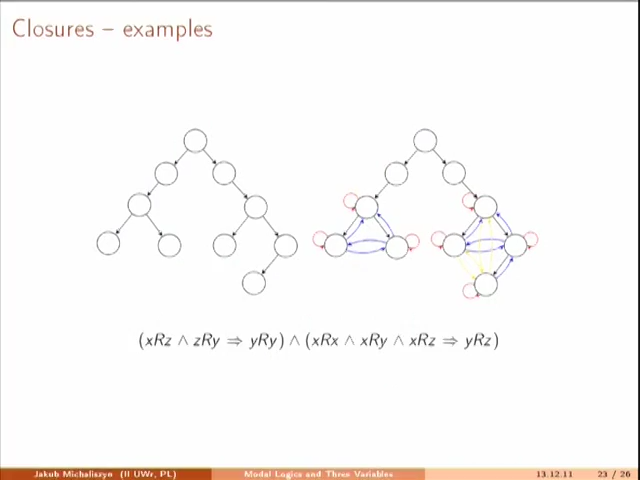 Closures – examples
(xRz ∧ zRy ⇒ yRy) ∧ (xRx ∧ xRy ∧ xRz ⇒ yRz)
Jakub Michaliszyn (II UWr, PL) Modal Logics and Three Variables 13.12.11 23 / 26